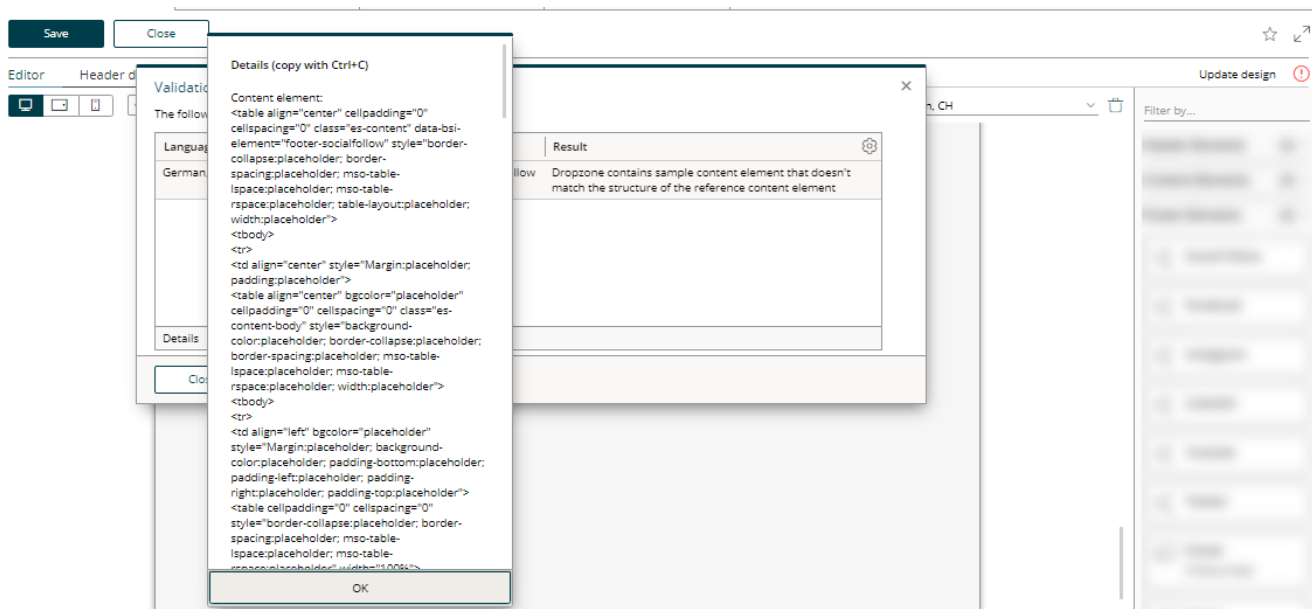 Save
Close
Editor
Header d
Update design
n, CH
Filter by...
Validatio
The follow
Languag
Result
German,
llow
Dropzone contains sample content element that doesn't
match the structure of the reference content element
Details
Clos
Details (copy with Ctrl+C)
Content element:
<table align="center" cellpadding="0"
cellspacing="0" class="es-content" data-bsi-
element="footer-socialfollow" style="border-
collapse:placeholder; border-
spacing:placeholder; mso-table-
lspace:placeholder; mso-table-
rspace:placeholder; table-layout:placeholder;
width:placeholder">
<tbody>
<tr>
<td align="center" style="Margin:placeholder;
padding:placeholder">
<table align="center" bgcolor="placeholder"
cellpadding="0" cellspacing="0" class="es-
content-body" style="background-
color:placeholder; border-collapse:placeholder;
border-spacing:placeholder; mso-table-
lspace:placeholder; mso-table-
rspace:placeholder; width:placeholder">
<tbody>
<tr>
<td align="left" bgcolor="placeholder"
style="Margin:placeholder; background-
color:placeholder; padding-bottom:placeholder;
padding-left:placeholder; padding-
right:placeholder; padding-top:placeholder">
<table cellpadding="0" cellspacing="0"
style="border-collapse:placeholder; border-
spacing:placeholder; mso-table-
lspace:placeholder; mso-table-
rspace:placeholder" width="100%">
OK